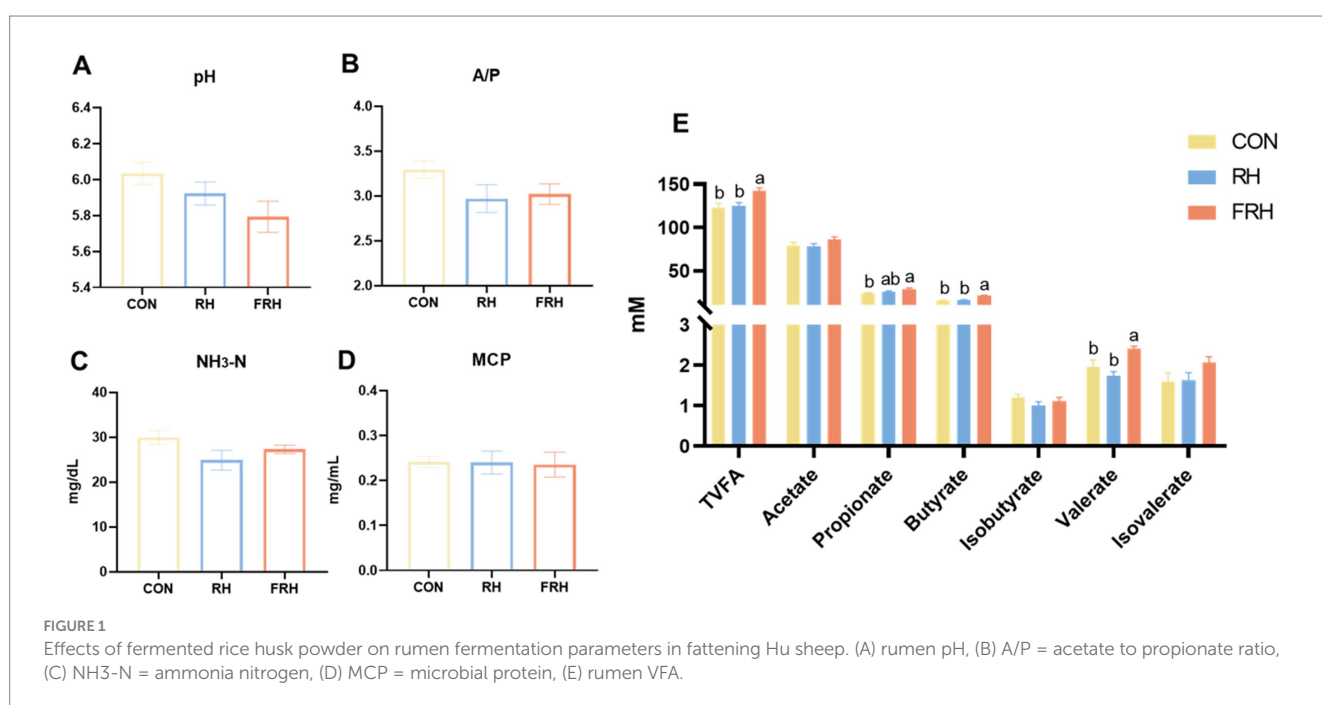 A
pH
6.4
6.2
6.0
5.8
5.6
5.4
CON RH FRH
B
A/P
4.0
3.5
3.0
2.5
2.0
CON RH FRH
C
NH3-N
mg/dL
40
30
20
10
0
CON RH FRH
D
MCP
mg/mL
0.4
0.3
0.2
0.1
0.0
CON RH FRH
E
CON
RH
FRH
mM
150
100
50
3
2
1
0
b b a
b ab a
b b a
b b a
TVFA
Acetate
Propionate
Butyrate
Isobutyrate
Valerate
Isovalerate
FIGURE 1
Effects of fermented rice husk powder on rumen fermentation parameters in fattening Hu sheep. (A) rumen pH, (B) A/P = acetate to propionate ratio,
(C) NH3-N = ammonia nitrogen, (D) MCP = microbial protein, (E) rumen VFA.